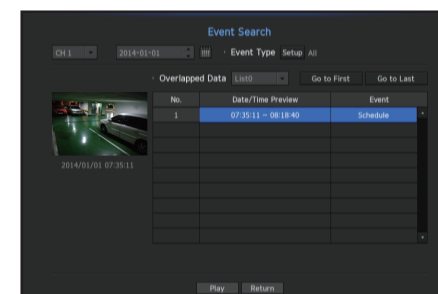 Event Search
CH 1 2014-01-01 · Event Type Setup All
· Overlapped Data List0 Go to First Go to Last
No. Date/Time Preview Event
1 07:35:11 ~ 08:18:40 Schedule
2014/01/01 07:35:11
Play Return